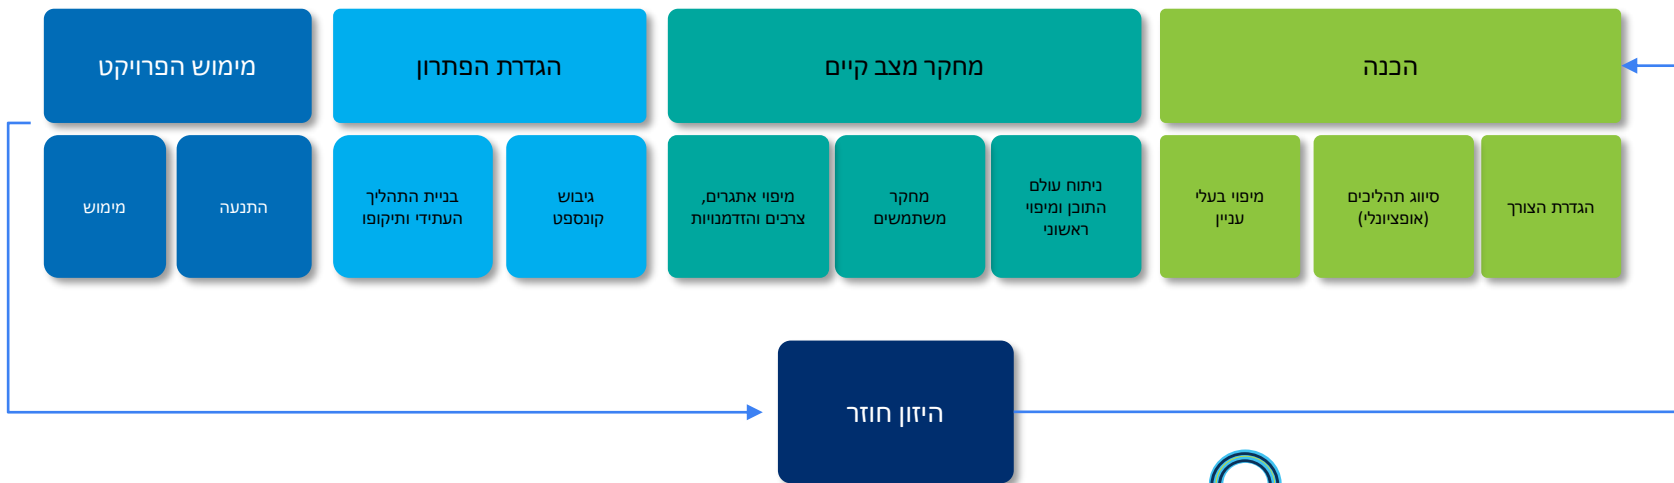 הכנה
מחקר מצב קיים
הגדרת הפתרון
מימוש הפרויקט
הגדרת הצורך
סיווג תהליכים
(אופציונלי)
מיפוי בעלי
עניין
ניתוח עולם
התוכן ומיפוי
ראשוני
מחקר
משתמשים
מיפוי אתגרים,
צרכים והזדמנויות
גיבוש
קונספט
בניית התהליך
העתידי ותיקופו
התנעה
מימוש
היזון חוזר